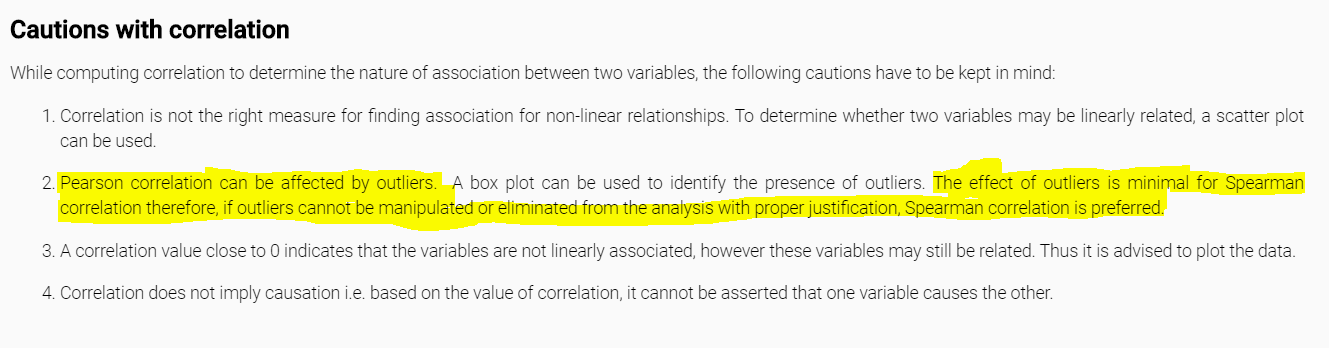 Cautions with correlation
While computing correlation to determine the nature of association between two variables, the following cautions have to be kept in mind:
1. Correlation is not the right measure for finding association for non-linear relationships. To determine whether two variables may be linearly related, a scatter plot
can be used.
2. Pearson correlation can be affected by outliers. A box plot can be used to identify the presence of outliers. The effect of outliers is minimal for Spearman
correlation therefore, if outliers cannot be manipulated or eliminated from the analysis with proper justification, Spearman correlation is preferred.
3. A correlation value close to 0 indicates that the variables are not linearly associated, however these variables may still be related. Thus it is advised to plot the data.
4. Correlation does not imply causation i.e. based on the value of correlation, it cannot be asserted that one variable causes the other.